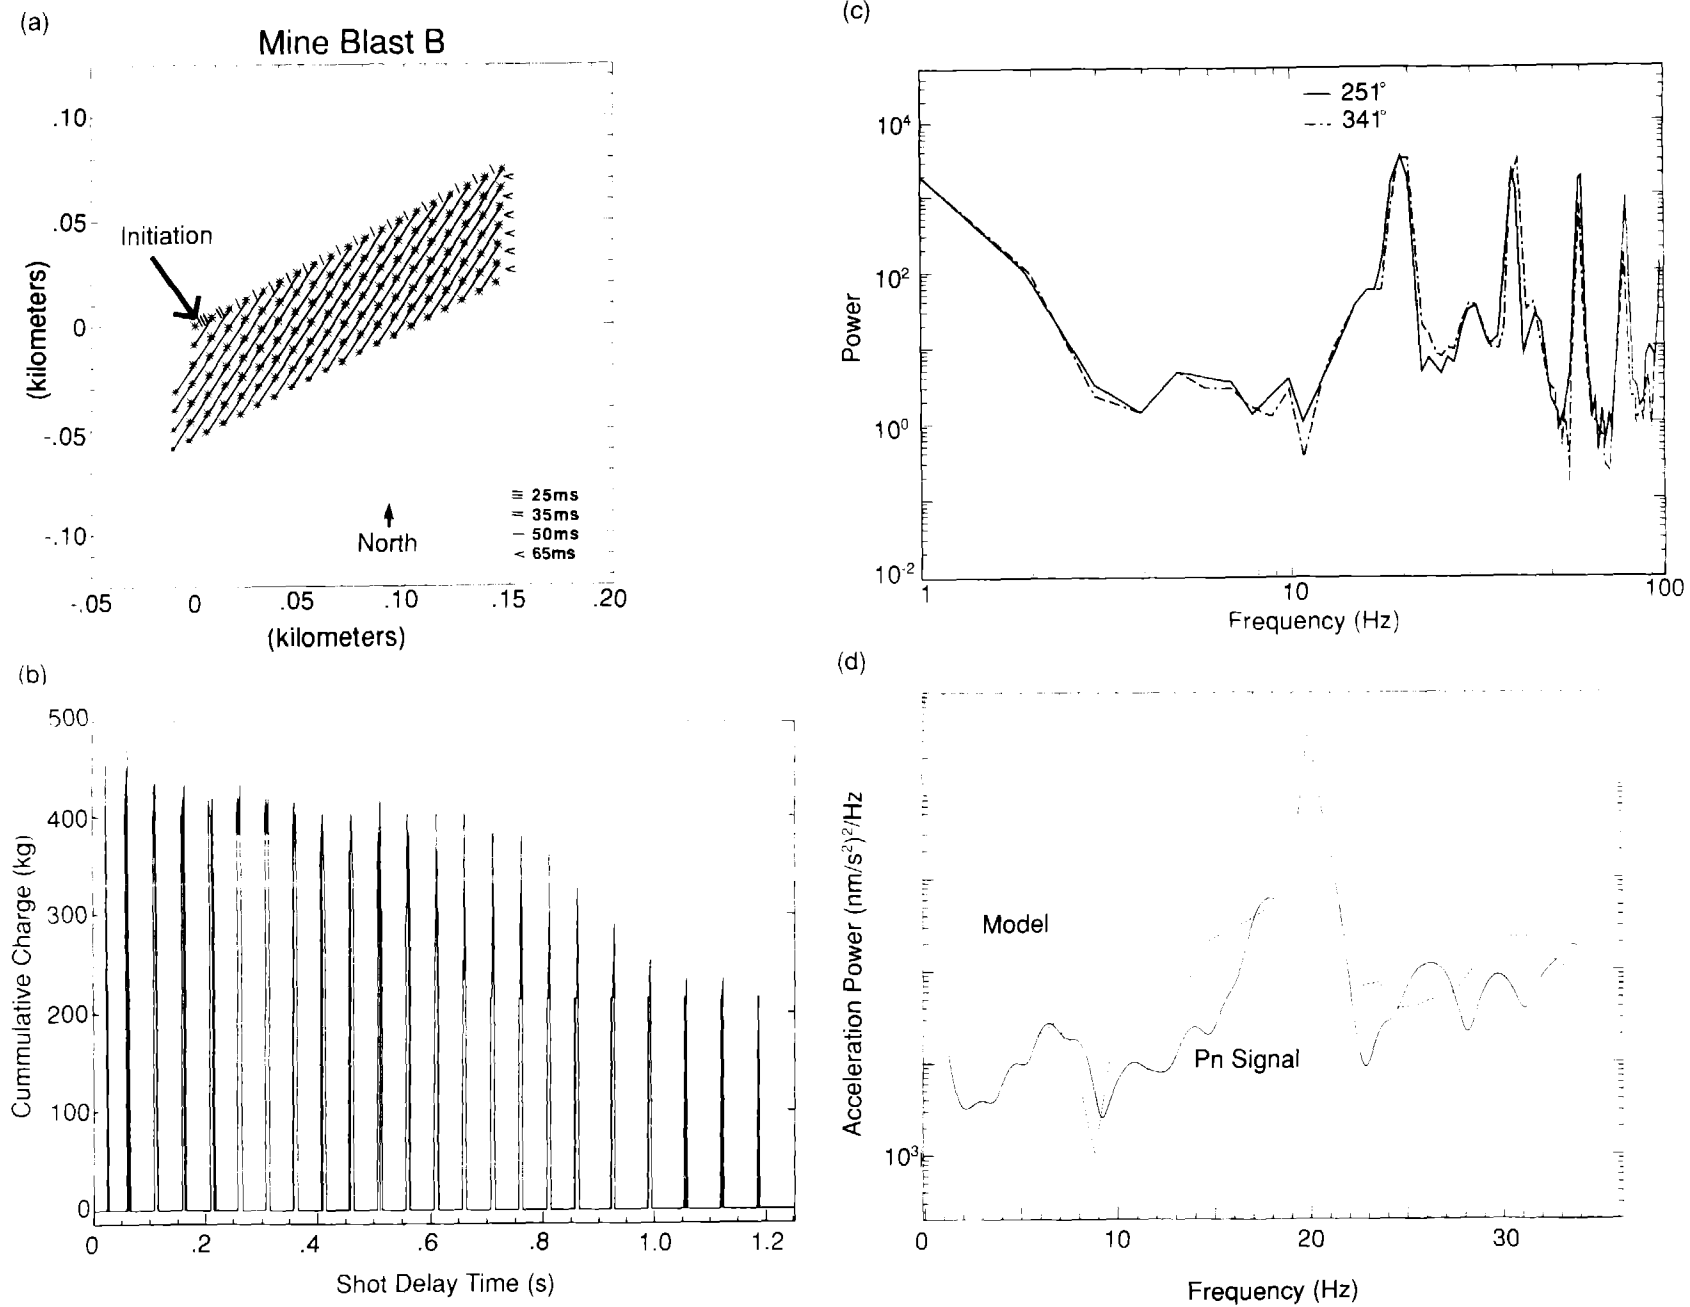 (a)
Mine Blast B
.10
.05
0
-.05
-.10
(kilometers)
Initiation
North
25ms
35ms
50ms
< 65ms
-.05 0 .05 .10 .15 .20
(kilometers)
(b)
500
400
300
200
100
0
Cummulative Charge (kg)
0 .2 .4 .6 .8 1.0 1.2
Shot Delay Time (s)
(c)
251°
341°
10⁴
10²
10⁰
10⁻²
Power
1 10 100
Frequency (Hz)
(d)
Acceleration Power (nm/s²)²/Hz
Model
Pn Signal
10³
0 10 20 30
Frequency (Hz)